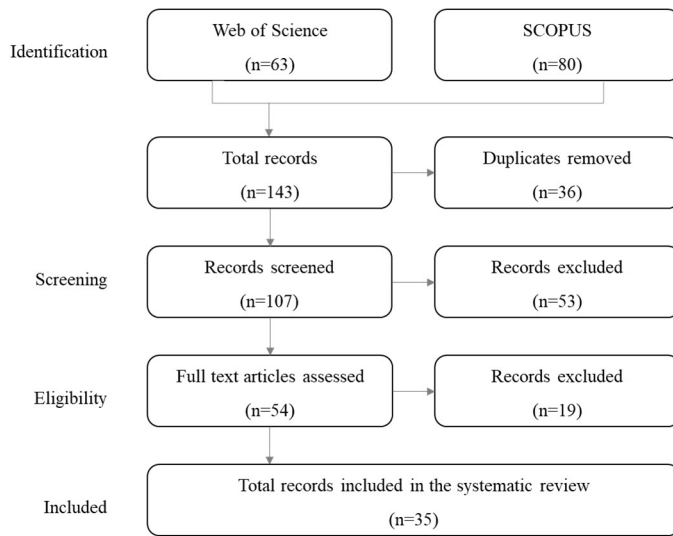 Identification
Web of Science
(n=63)
SCOPUS
(n=80)
Total records
(n=143)
Duplicates removed
(n=36)
Screening
Records screened
(n=107)
Records excluded
(n=53)
Eligibility
Full text articles assessed
(n=54)
Records excluded
(n=19)
Included
Total records included in the systematic review
(n=35)